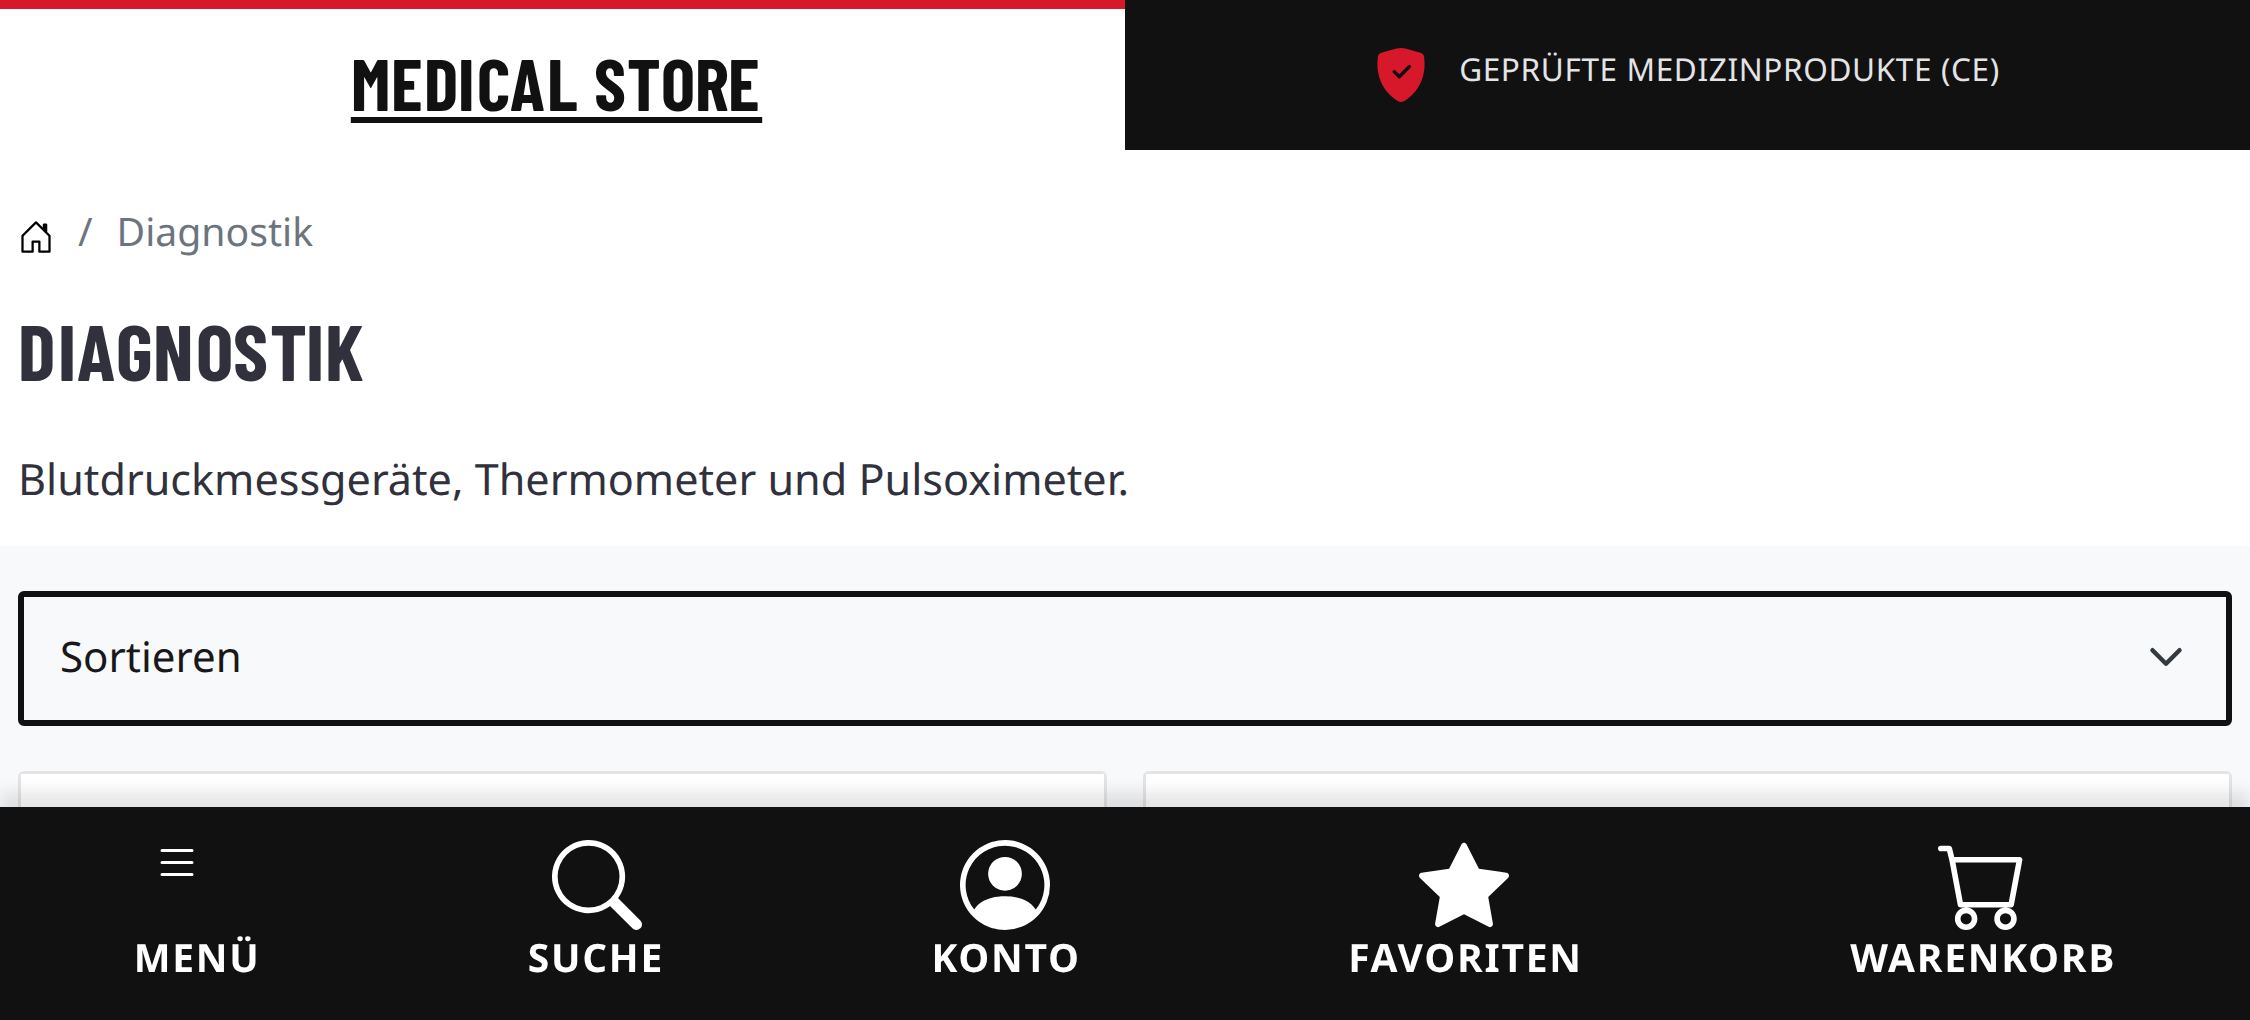 MEDICAL STORE
GEPRÜFTE MEDIZINPRODUKTE (CE)
/ Diagnostik
DIAGNOSTIK
Blutdruckmessgeräte, Thermometer und Pulsoximeter.
Sortieren
MENÜ
SUCHE
KONTO
FAVORITEN
WARENKORB